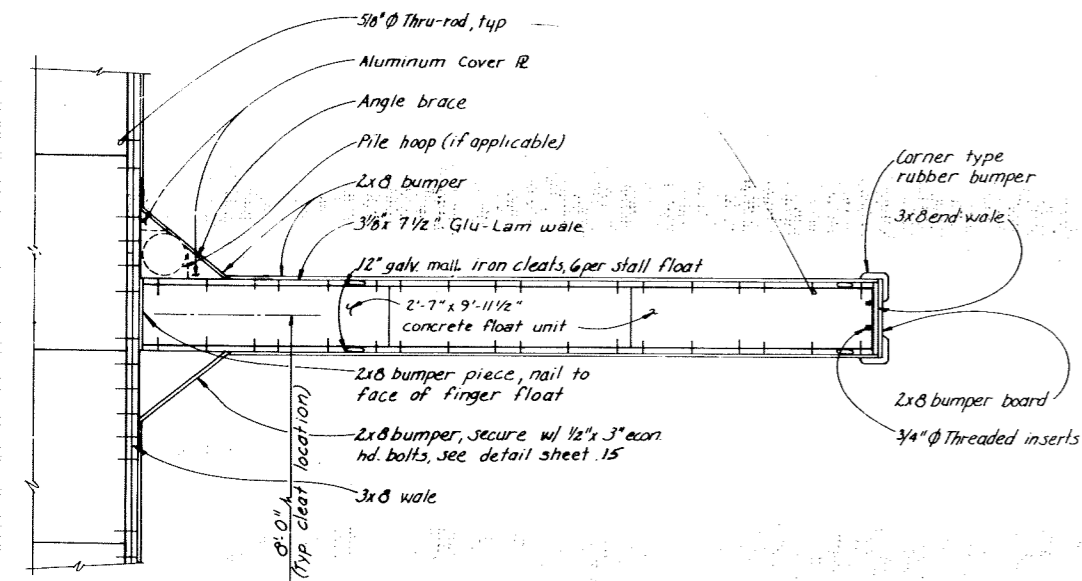 5/8" Φ Thru-rod, typ
Aluminum Cover ℞
Angle brace
Pile hoop (if applicable)
2x8 bumper
3 1/8 x 7 1/2" Glu-Lam wale
12" galv. mall. iron cleats, 6 per stall float
2'-7" x 9'-11 1/2"
concrete float unit
2x8 bumper piece, nail to
face of finger float
2x8 bumper, secure w/ 1/2" x 3" econ.
hd. bolts, see detail sheet 15
3x8 wale
8'-0"
(Typ. cleat location)
Corner type
rubber bumper
3x8 end wale
2x8 bumper board
3/4" Φ Threaded inserts